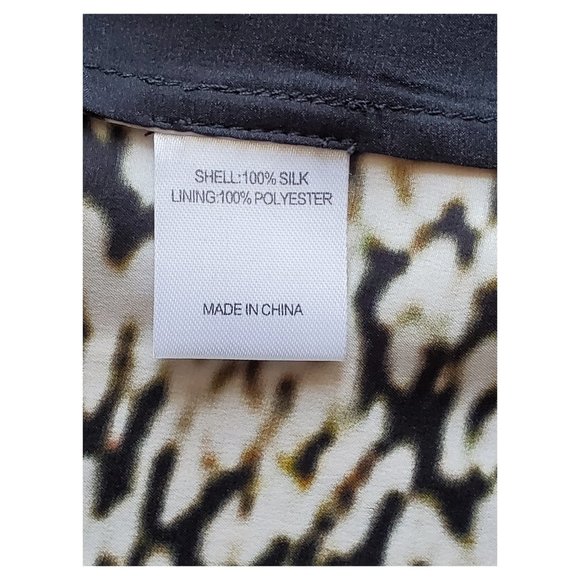 SHELL:100% SILK
LINING:100% POLYESTER
MADE IN CHINA